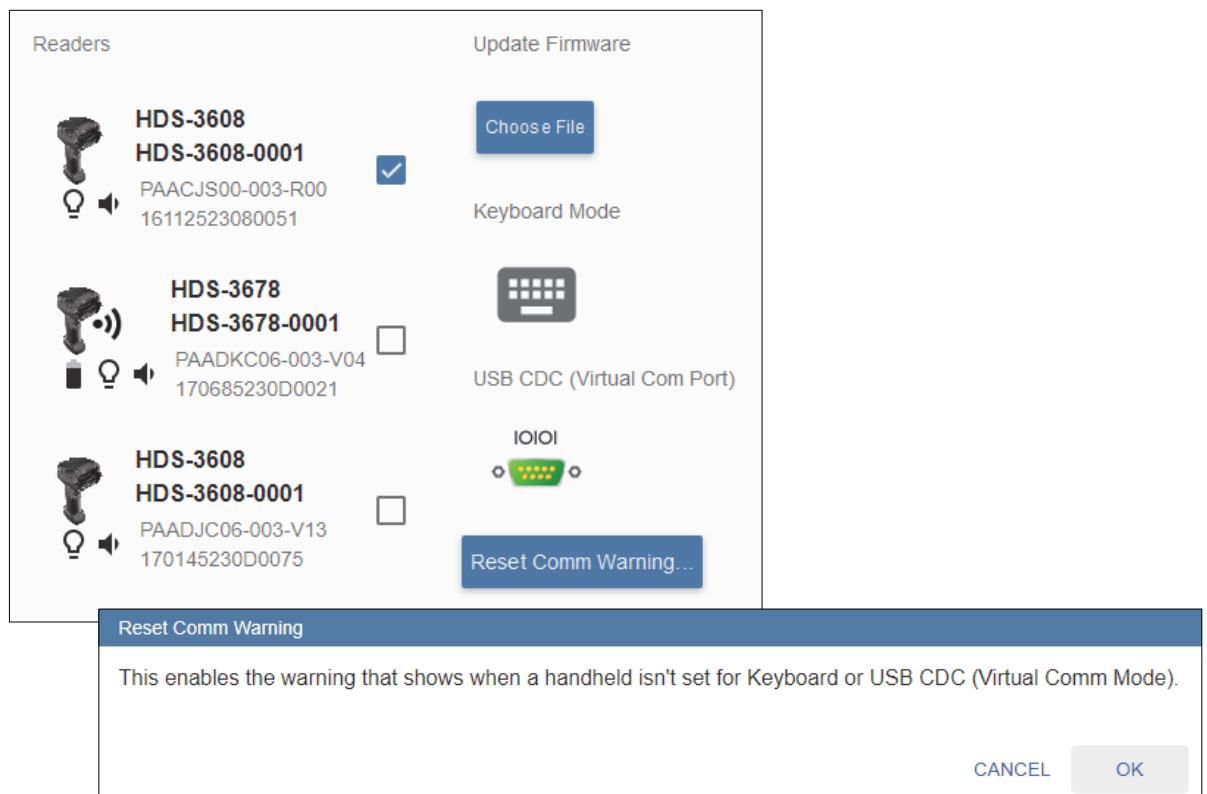 Readers
HDS-3608
HDS-3608-0001
PAACJS00-003-R00
16112523080051
HDS-3678
HDS-3678-0001
PAADKC06-003-V04
170685230D0021
HDS-3608
HDS-3608-0001
PAADJC06-003-V13
170145230D0075
Update Firmware
Choose File
Keyboard Mode
USB CDC (Virtual Com Port)
IOIOI
Reset Comm Warning...
Reset Comm Warning
This enables the warning that shows when a handheld isn't set for Keyboard or USB CDC (Virtual Comm Mode).
CANCEL OK